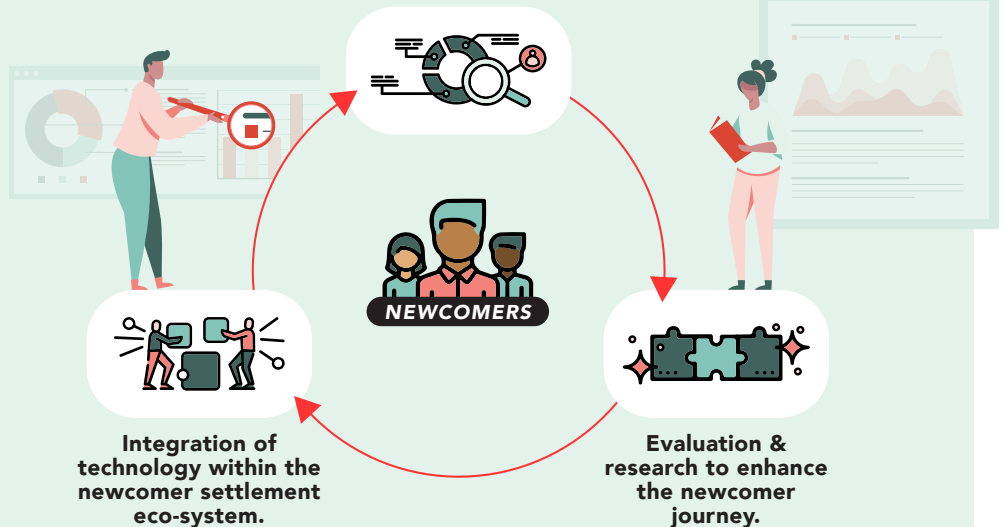 NEWCOMERS
Integration of
technology within the
newcomer settlement
eco-system.
Evaluation &
research to enhance
the newcomer
journey.